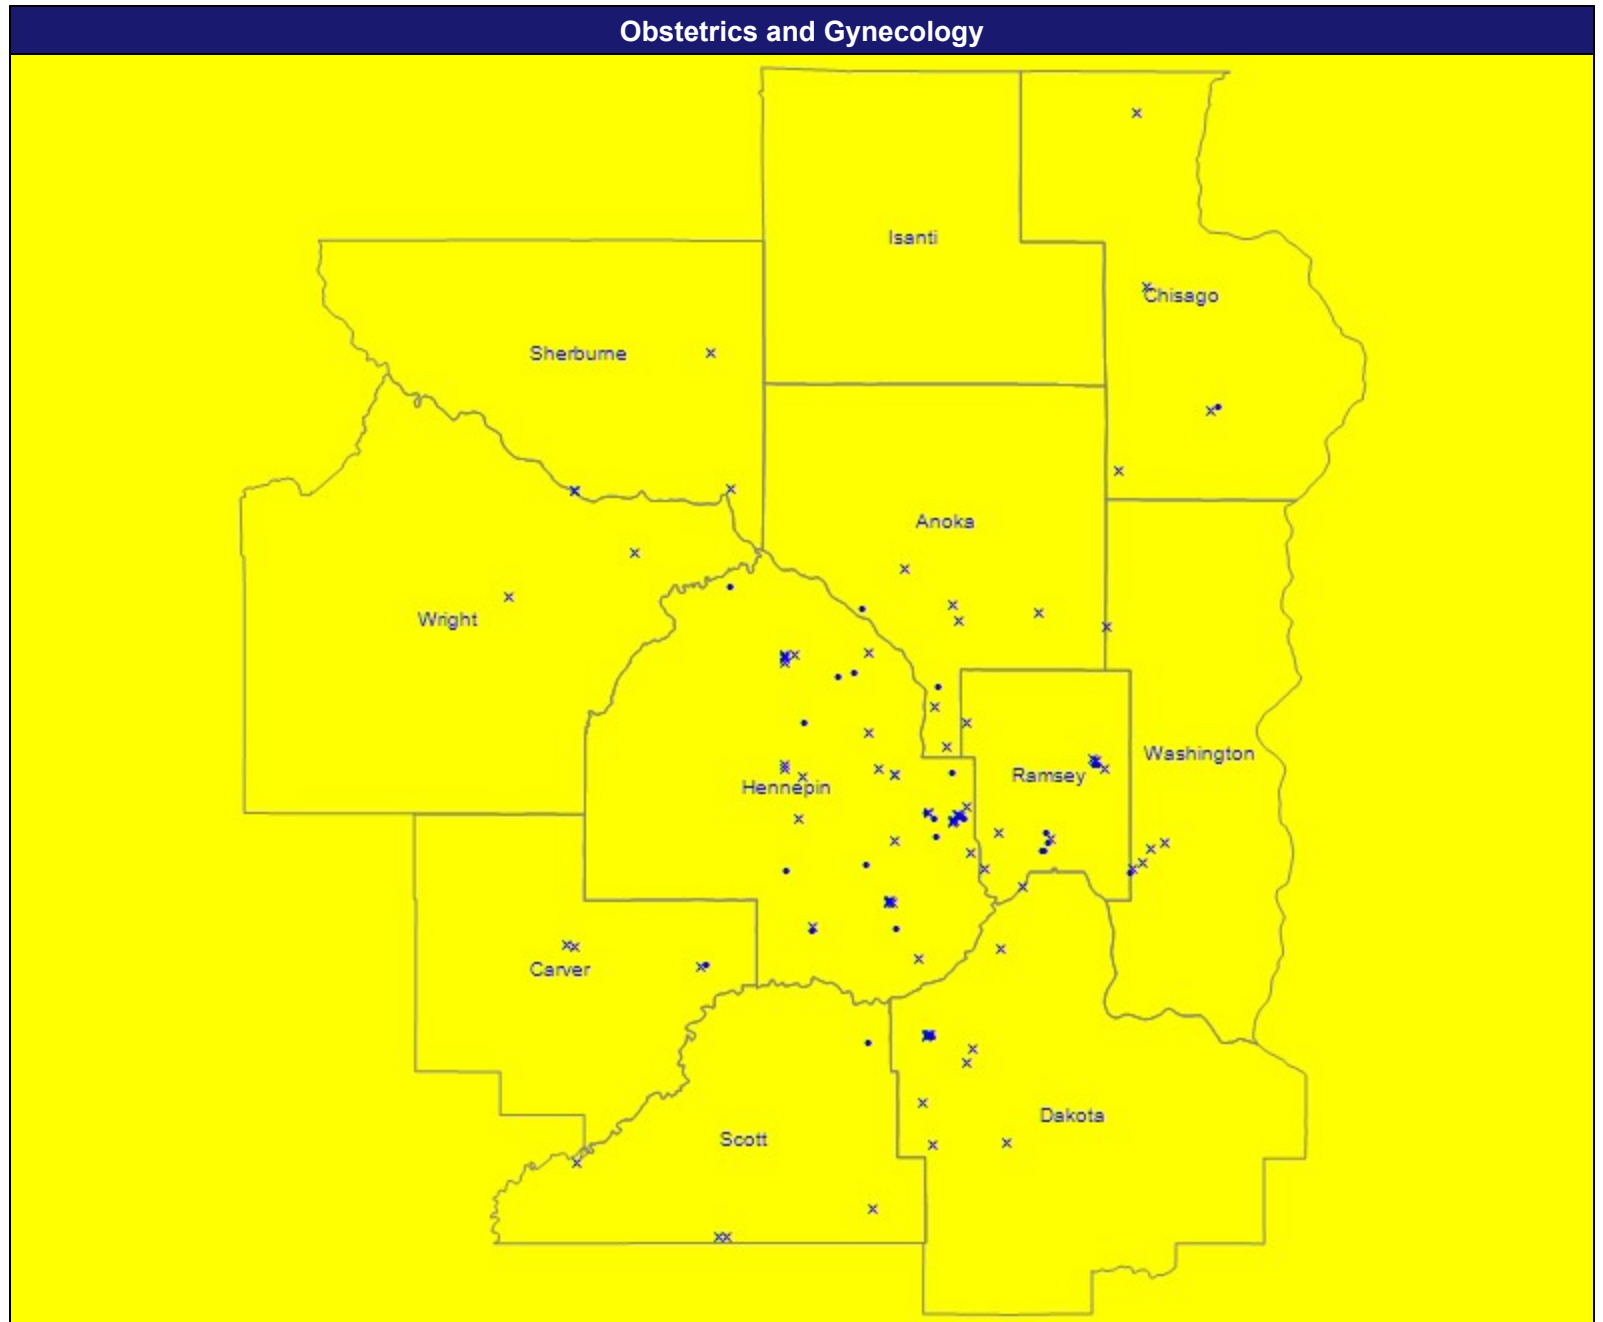 Obstetrics and Gynecology
Isanti
Chisago
Sherburne
Anoka
Wright
Washington
Ramsey
Hennepin
Carver
Dakota
Scott